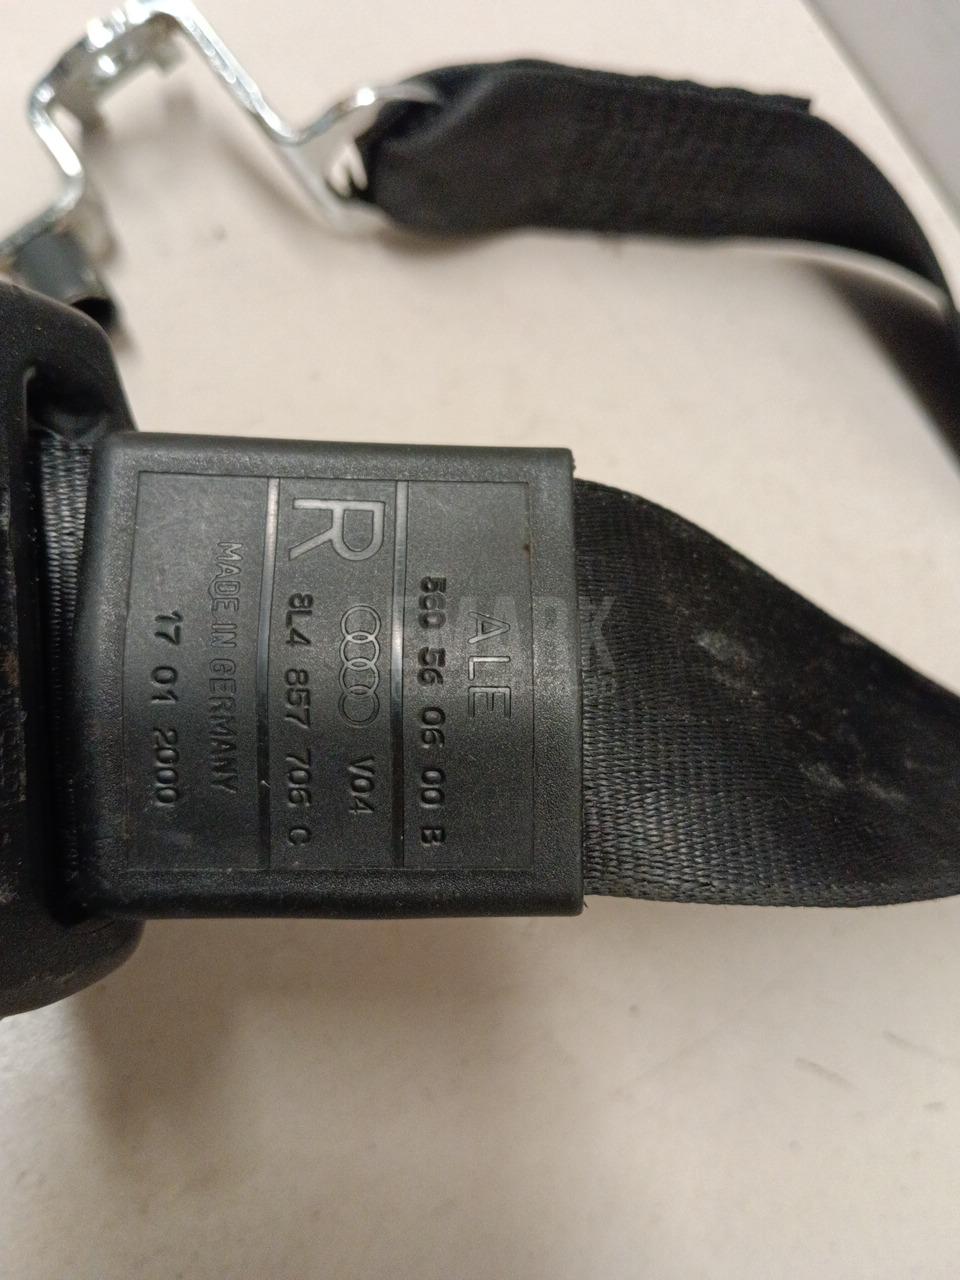 ALE
560 56 06 00 B
R
V04
8L4 857 706 C
MADE IN GERMANY
17 01 2000